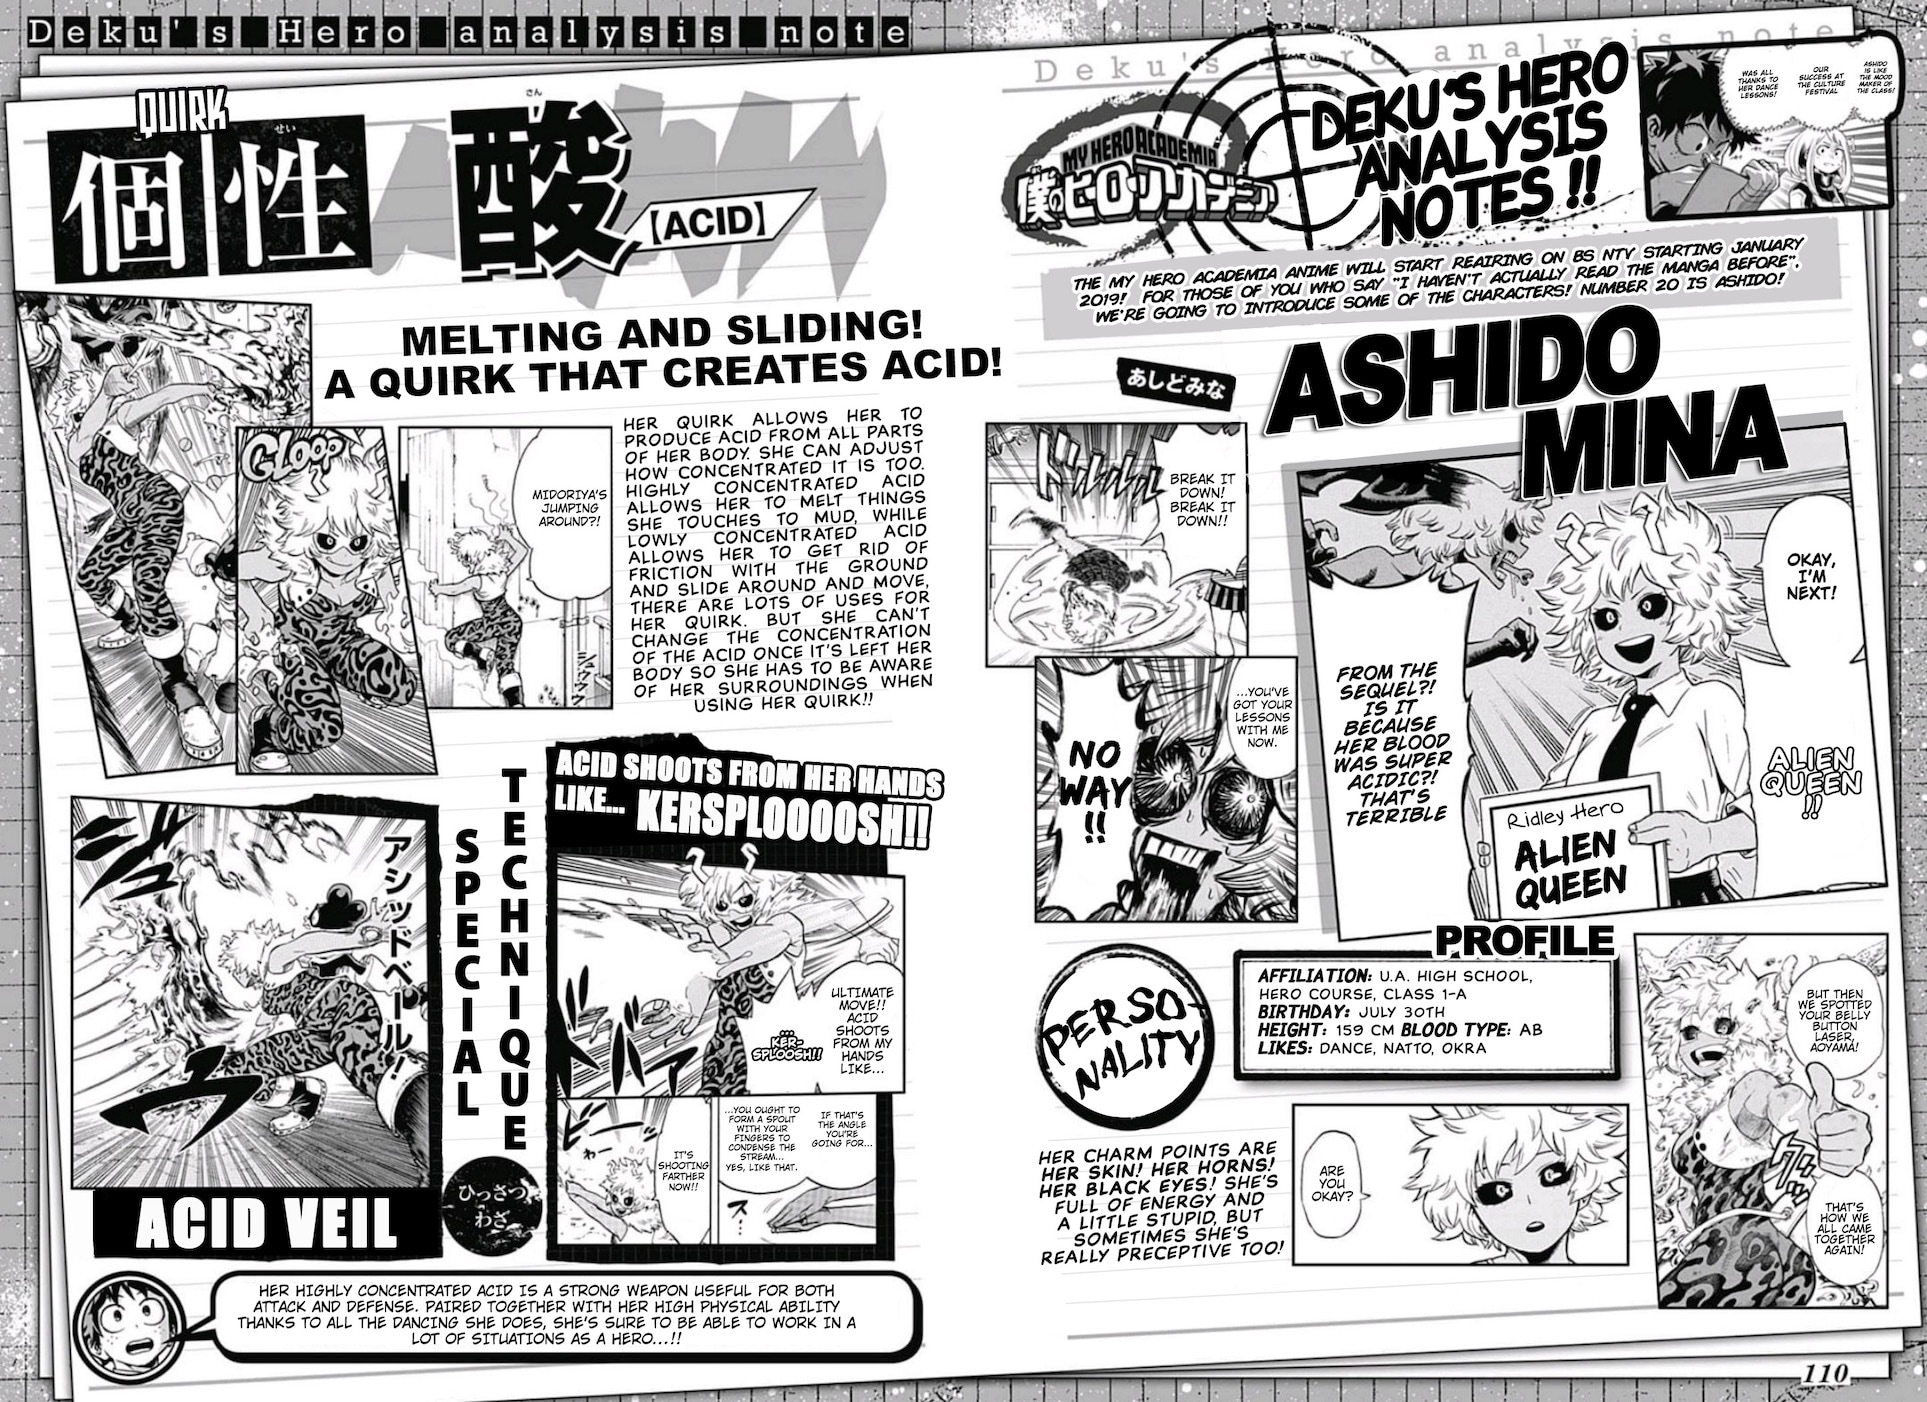 Deku's Hero analysis note
QUIRK
こ
せい
個性
さん
酸
【ACID】
MELTING AND SLIDING!
A QUIRK THAT CREATES ACID!
GLOOP
MIDORIYA'S
JUMPING
AROUND?!
HER QUIRK ALLOWS HER TO
PRODUCE ACID FROM ALL PARTS
OF HER BODY. SHE CAN ADJUST
HOW CONCENTRATED IT IS TOO.
HIGHLY CONCENTRATED ACID
ALLOWS HER TO MELT THINGS
SHE TOUCHES TO MUD, WHILE
LOWLY CONCENTRATED ACID
ALLOWS HER TO GET RID OF
FRICTION WITH THE GROUND
AND SLIDE AROUND AND MOVE,
THERE ARE LOTS OF USES FOR
HER QUIRK. BUT SHE CAN'T
CHANGE THE CONCENTRATION
OF THE ACID ONCE IT'S LEFT HER
BODY SO SHE HAS TO BE AWARE
OF HER SURROUNDINGS WHEN
USING HER QUIRK!!
アシッドベール!
ACID VEIL
SPECIAL
TECHNIQUE
ひっさつ
わざ
ACID SHOOTS FROM HER HANDS
LIKE... KERSPLOOOOSH!!
ULTIMATE
MOVE!!
ACID
SHOOTS
FROM MY
HANDS
LIKE...
...
KER-
SPLOOSH!!
IF THAT'S
THE ANGLE
YOU'RE
GOING FOR...
...YOU OUGHT TO
FORM A SPOUT
WITH YOUR
FINGERS TO
CONDENSE THE
STREAM...
YES, LIKE THAT.
IT'S
SHOOTING
FARTHER
NOW!!
HER HIGHLY CONCENTRATED ACID IS A STRONG WEAPON USEFUL FOR BOTH
ATTACK AND DEFENSE. PAIRED TOGETHER WITH HER HIGH PHYSICAL ABILITY
THANKS TO ALL THE DANCING SHE DOES, SHE'S SURE TO BE ABLE TO WORK IN A
LOT OF SITUATIONS AS A HERO...!!
Deku's Hero analysis note
MY HERO ACADEMIA
僕のヒーローアカデミア
DEKU'S HERO
ANALYSIS
NOTES!!
ASHIDO
IS LIKE
THE MOOD
MAKER OF
THE CLASS!
OUR
SUCCESS AT
THE CULTURE
FESTIVAL
WAS ALL
THANKS TO
HER DANCE
LESSONS!
THE MY HERO ACADEMIA ANIME WILL START REAIRING ON BS NTV STARTING JANUARY
2019! FOR THOSE OF YOU WHO SAY "I HAVEN'T ACTUALLY READ THE MANGA BEFORE",
WE'RE GOING TO INTRODUCE SOME OF THE CHARACTERS! NUMBER 20 IS ASHIDO!
あしどみな
ASHIDO
MINA
BREAK IT
DOWN!
BREAK IT
DOWN!!
...YOU'VE
GOT YOUR
LESSONS
WITH ME
NOW.
NO
WAY
!!
OKAY,
I'M
NEXT!
ALIEN
QUEEN
!!
FROM THE
SEQUEL?!
IS IT
BECAUSE
HER BLOOD
WAS SUPER
ACIDIC?!
THAT'S
TERRIBLE
Ridley Hero
ALIEN
QUEEN
PROFILE
AFFILIATION: U.A. HIGH SCHOOL,
HERO COURSE, CLASS 1-A
BIRTHDAY: JULY 30TH
HEIGHT: 159 CM BLOOD TYPE: AB
LIKES: DANCE, NATTO, OKRA
PERSO-
NALITY
HER CHARM POINTS ARE
HER SKIN! HER HORNS!
HER BLACK EYES! SHE'S
FULL OF ENERGY AND
A LITTLE STUPID, BUT
SOMETIMES SHE'S
REALLY PRECEPTIVE TOO!
ARE
YOU
OKAY?
BUT THEN
WE SPOTTED
YOUR BELLY
BUTTON
LASER,
AOYAMA!
THAT'S
HOW WE
ALL CAME
TOGETHER
AGAIN!
110